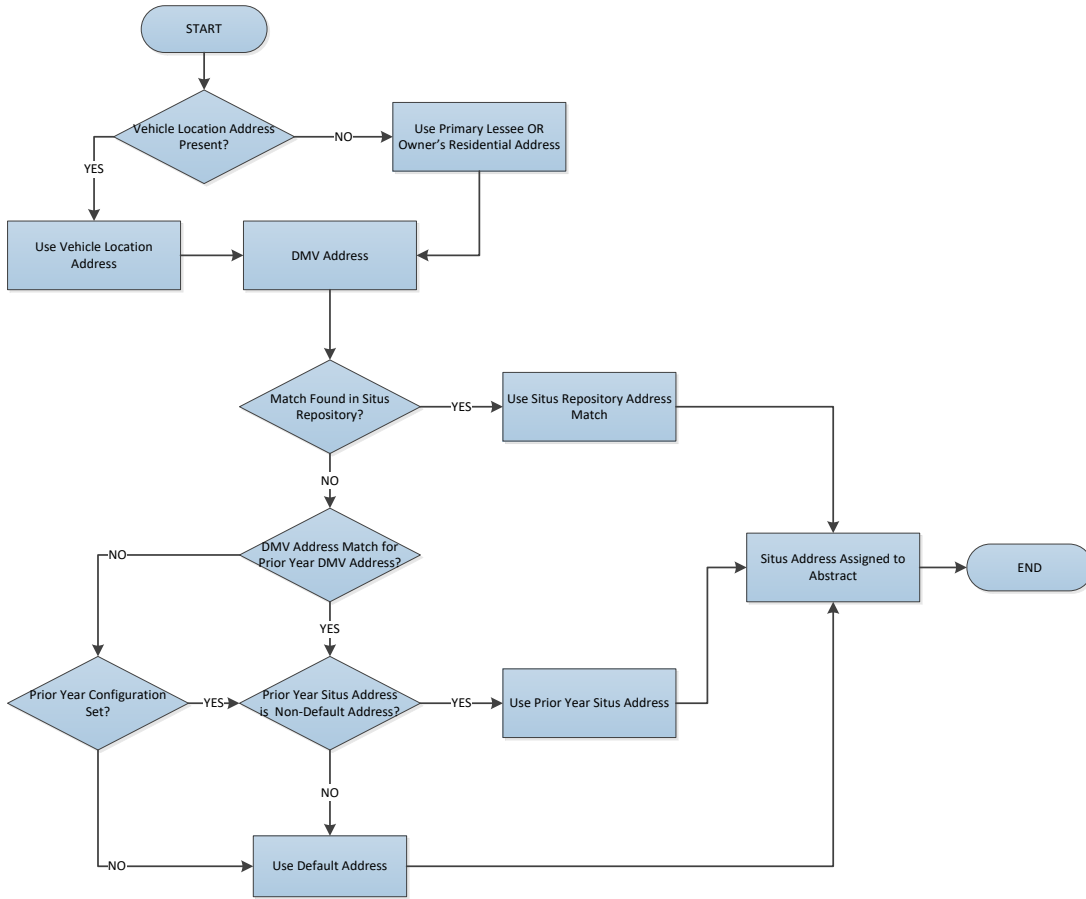 START
Vehicle Location Address
Present?
NO
Use Primary Lessee OR
Owner's Residential Address
YES
Use Vehicle Location
Address
DMV Address
Match Found in Situs
Repository?
YES
Use Situs Repository Address
Match
NO
DMV Address Match for
Prior Year DMV Address?
NO
YES
Situs Address Assigned to
Abstract
END
Prior Year Configuration
Set?
YES
Prior Year Situs Address
is Non-Default Address?
YES
Use Prior Year Situs Address
NO
NO
Use Default Address